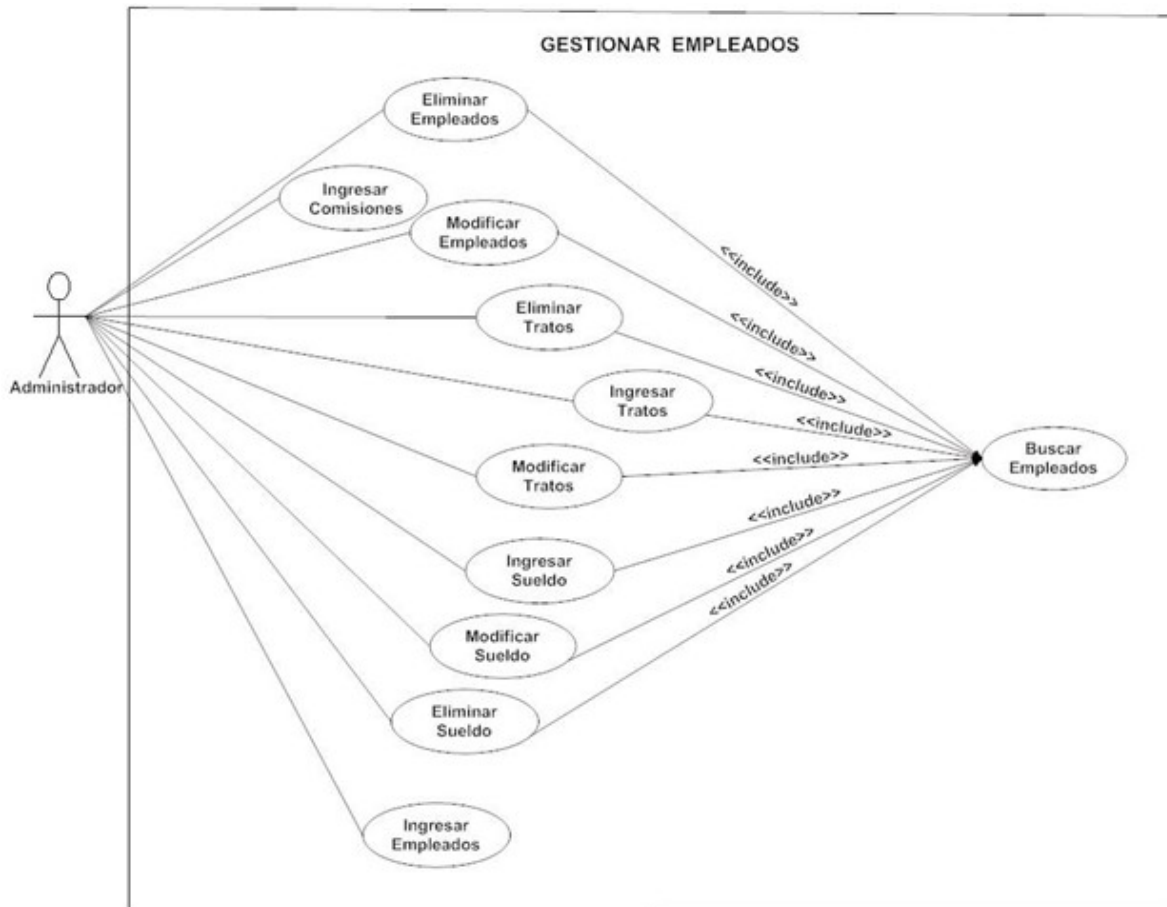 GESTIONAR EMPLEADOS
Eliminar
Empleados
Ingresar
Comisiones
Modificar
Empleados
<<include>>
Eliminar
Tratos
<<include>>
Administrador
<<include>>
Ingresar
Tratos
<<include>>
Buscar
Empleados
Modificar
Tratos
<<include>>
<<include>>
Ingresar
Sueldo
<<include>>
<<include>>
Modificar
Sueldo
Eliminar
Sueldo
Ingresar
Empleados